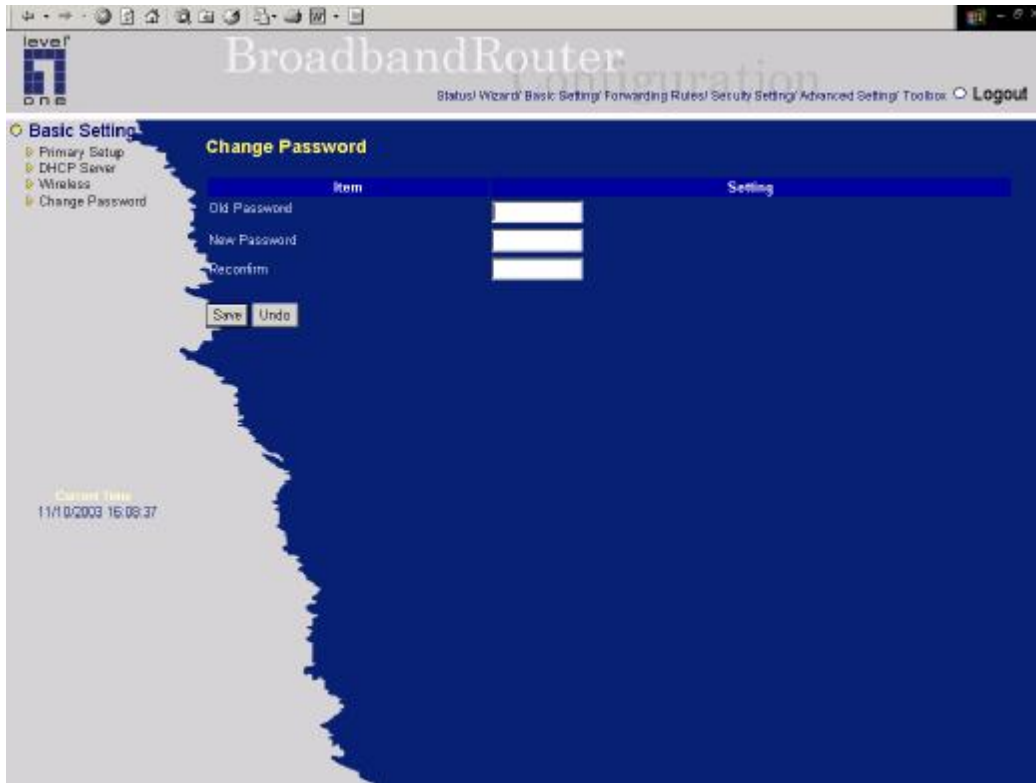 level
one
BroadbandRouter
Configuration
Status/ Wizard/ Basic Setting/ Forwarding Rules/ Security Setting/ Advanced Setting/ Toolbox Logout
Basic Setting
Primary Setup
DHCP Server
Wireless
Change Password
Change Password
Item Setting
Old Password
New Password
Reconfirm
Save Undo
Current Time
11/10/2003 16:08:37